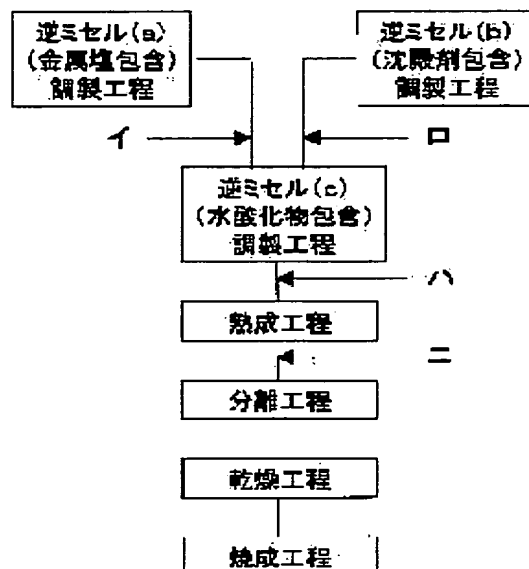 逆ミセル(a)
(金属塩包含)
調製工程
逆ミセル(b)
(沈殿剤包含)
調製工程
イ
ロ
逆ミセル(c)
(水酸化物包含)
調製工程
ハ
熟成工程
ニ
分離工程
乾燥工程
焼成工程